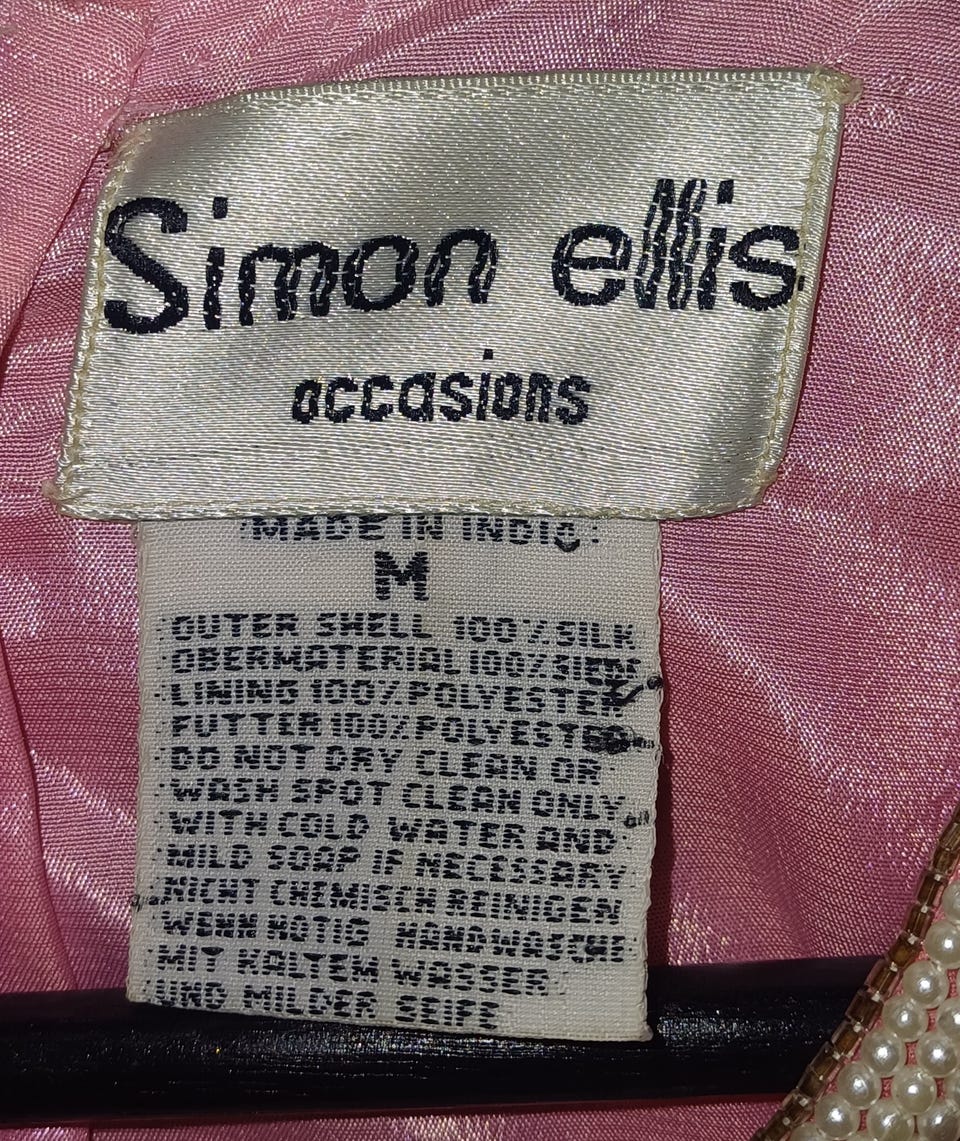 Simon ellis
occasions
MADE IN INDIA
M
OUTER SHELL 100%SILK
OBERMATERIAL 100%SIEDE
LINING 100%POLYESTER
FUTTER 100%POLYESTER
DO NOT DRY CLEAN OR
WASH SPOT CLEAN ONLY
WITH COLD WATER AND
MILD SOAP IF NECESSARY
NICHT CHEMISCH REINIGEN
WENN NOTIG HANDWASCHE
MIT KALTEM WASSER
UND MILDER SEIFE